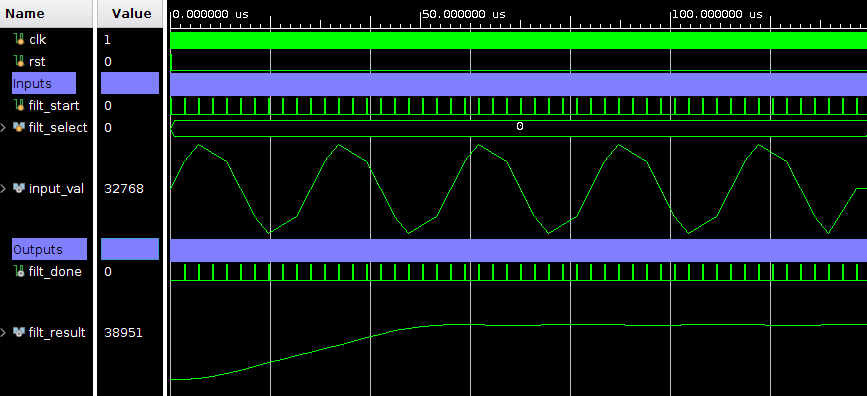 Name Value 0.000000 us 50.000000 us 100.000000 us
clk 1
rst 0
Inputs
filt_start 0
filt_select 0 0
input_val 32768
Outputs
filt_done 0
filt_result 38951